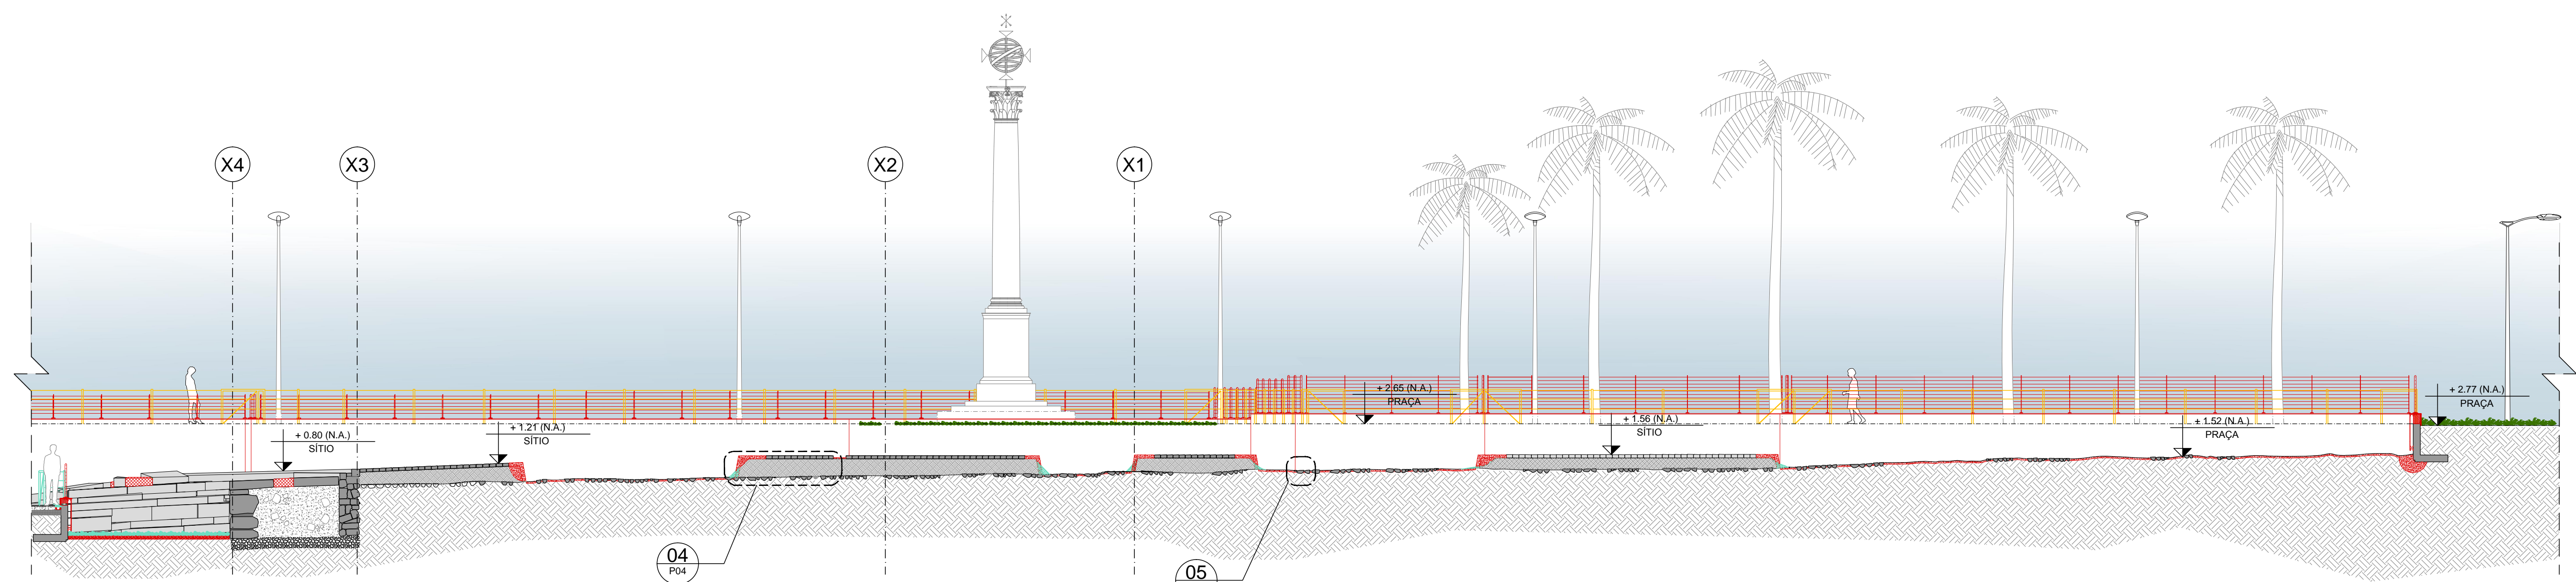 X4
X3
X2
X1
+ 2.65 (N.A.)
PRAÇA
+ 2.77 (N.A.)
PRAÇA
+ 0.80 (N.A.)
SÍTIO
+ 1.21 (N.A.)
SÍTIO
+ 1.56 (N.A.)
SÍTIO
+ 1.52 (N.A.)
PRAÇA
04
P04
05